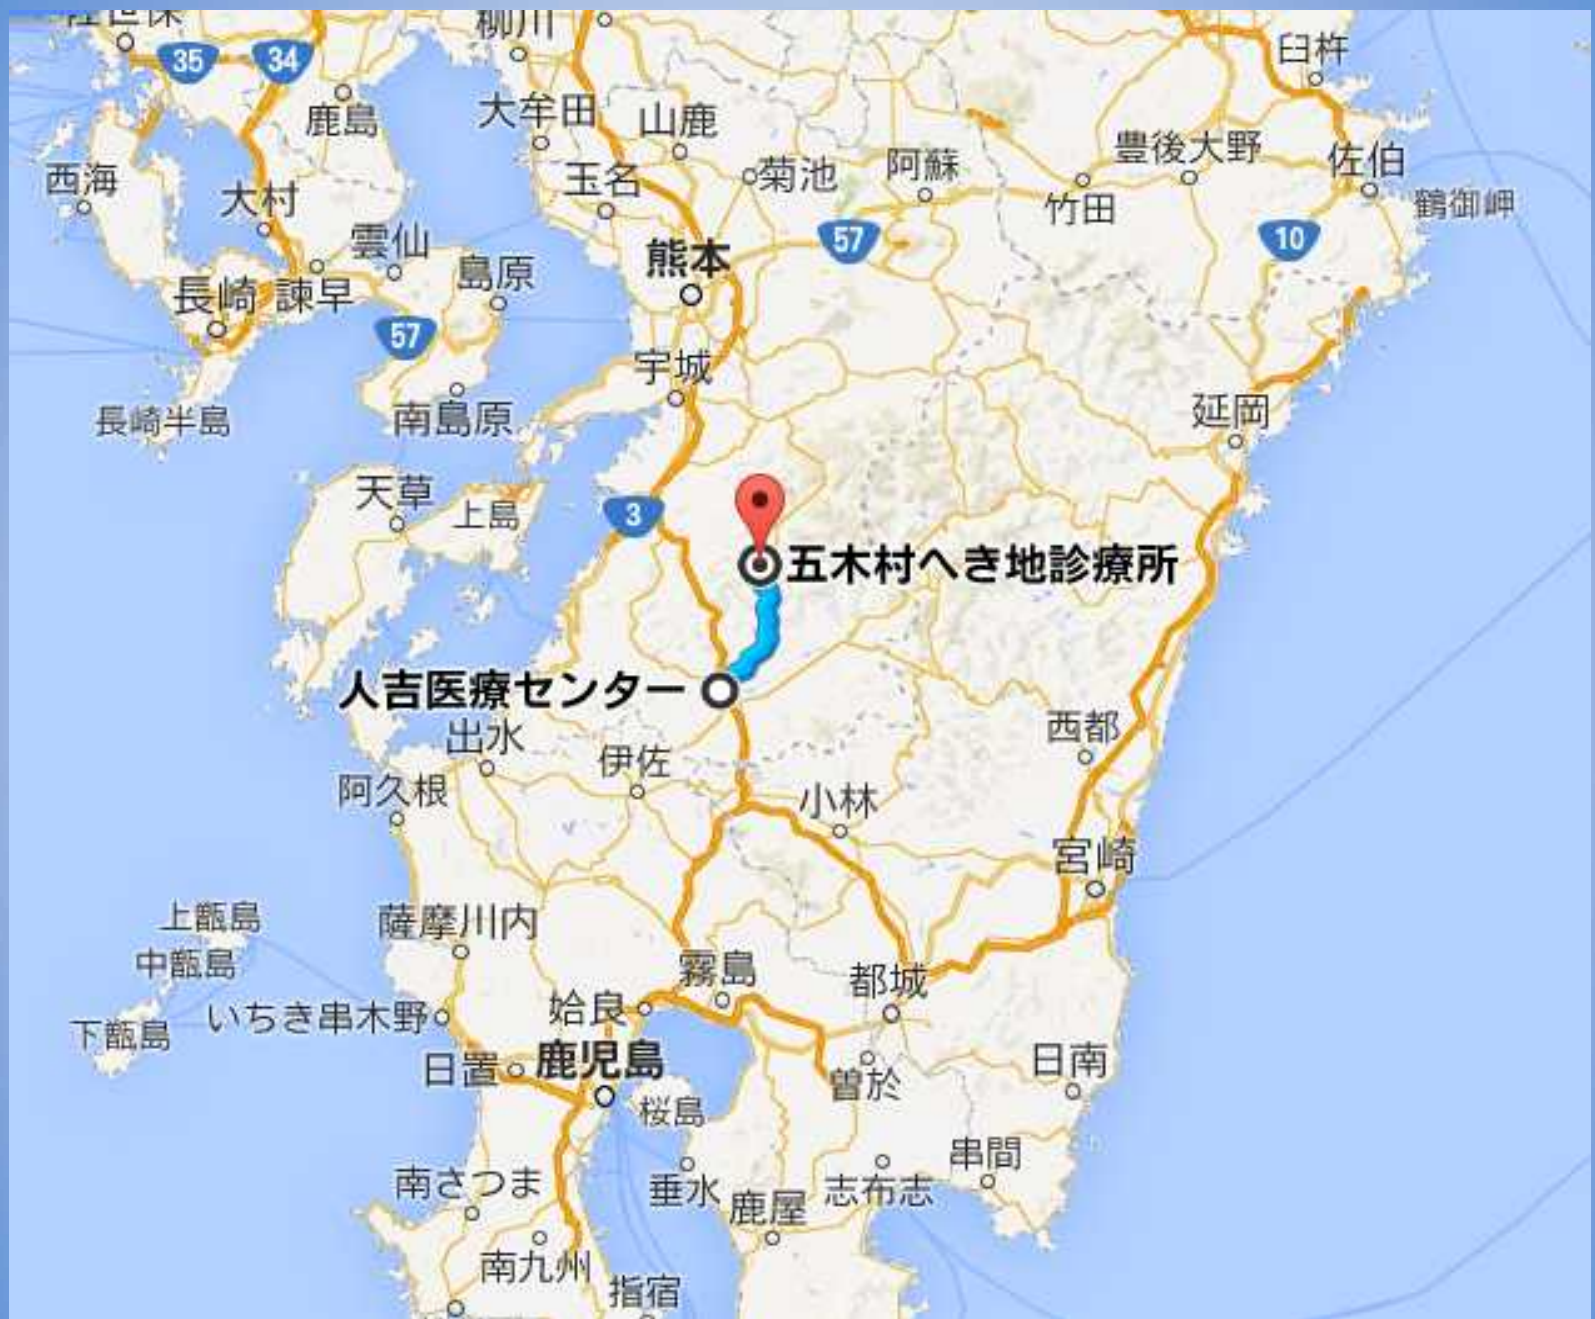 柳川
臼杵
35
34
鹿島
大牟田
山鹿
豊後大野
佐伯
西海
玉名
菊池
阿蘇
大村
竹田
鶴御岬
雲仙
57
10
熊本
島原
長崎
諫早
57
宇城
長崎半島
南島原
延岡
天草
上島
3
五木村へき地診療所
人吉医療センター
出水
西都
伊佐
阿久根
小林
宮崎
上甑島
薩摩川内
中甑島
霧島
都城
下甑島
いちき串木野
姶良
日置
鹿児島
曽於
日南
桜島
串間
南さつま
垂水
志布志
鹿屋
南九州
指宿